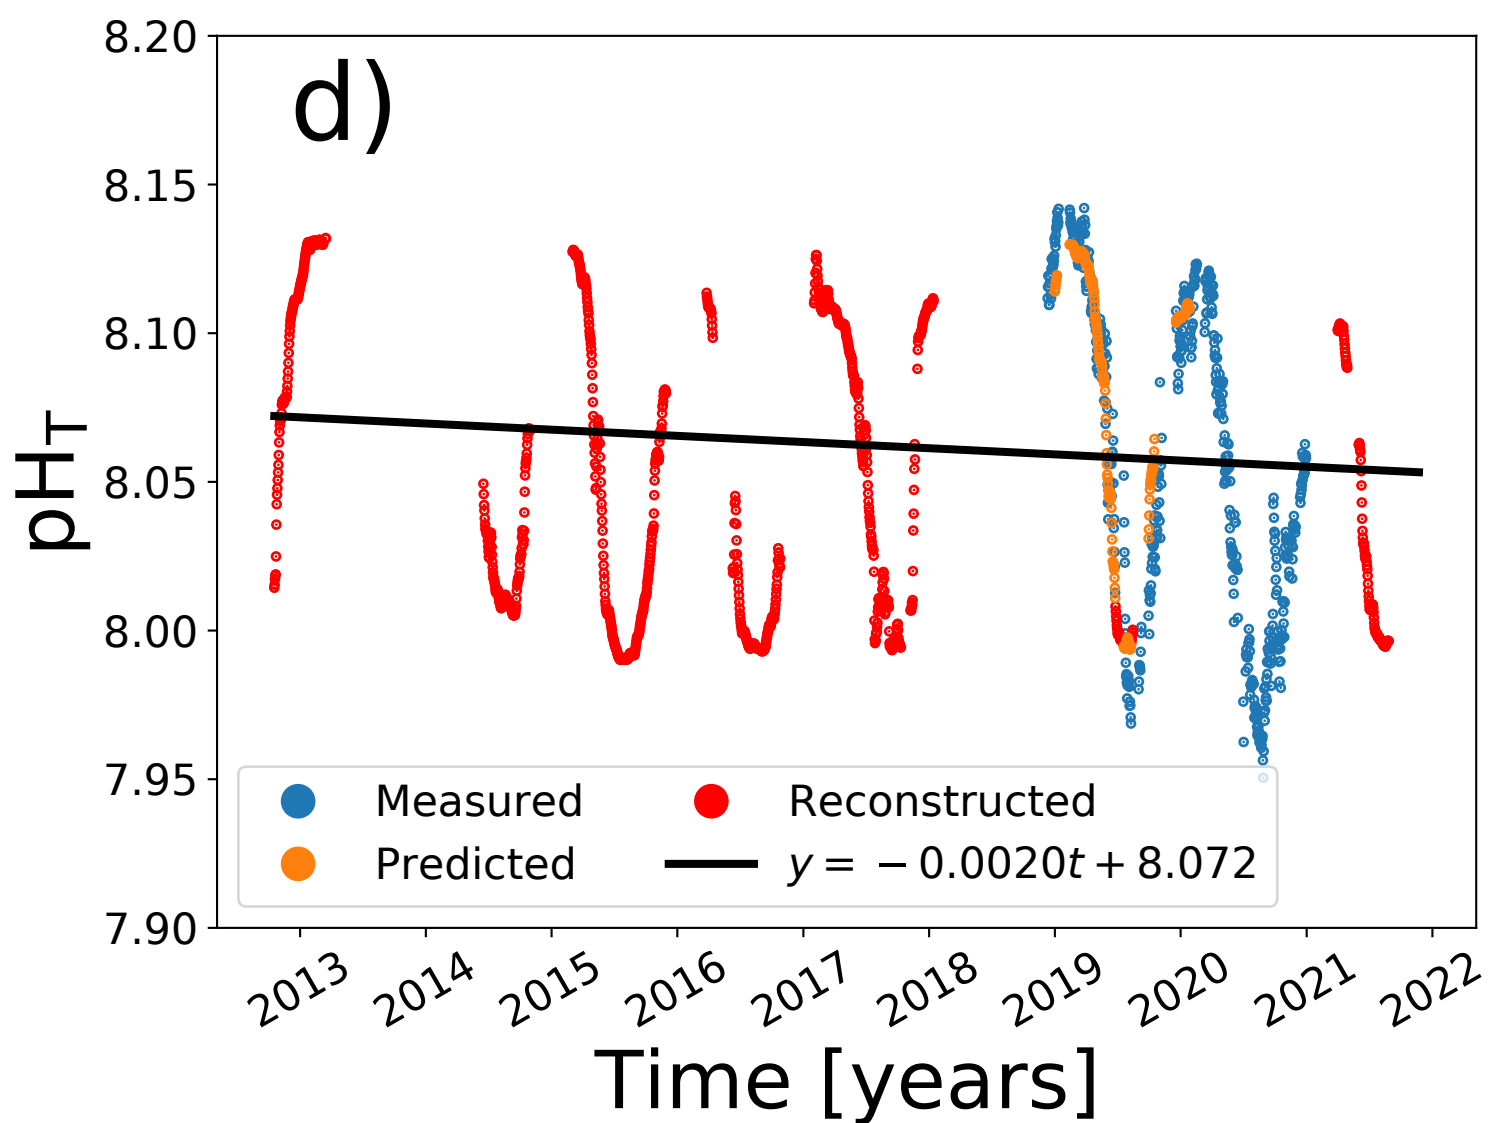 d)
8.20
8.15
8.10
8.05
8.00
7.95
7.90
pH_T
Measured
Predicted
Reconstructed
y = − 0.0020t + 8.072
2013 2014 2015 2016 2017 2018 2019 2020 2021 2022
Time [years]